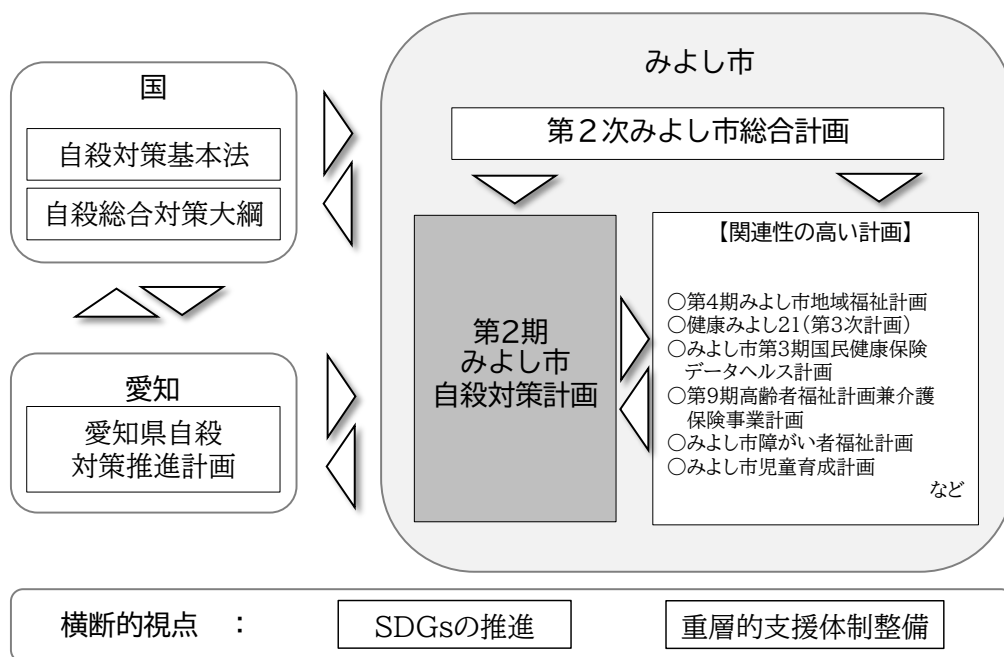 国
自殺対策基本法
自殺総合対策大綱
愛知
愛知県自殺
対策推進計画
みよし市
第2次みよし市総合計画
第2期
みよし市
自殺対策計画
【関連性の高い計画】
○第4期みよし市地域福祉計画
○健康みよし21(第3次計画)
○みよし市第3期国民健康保険
データヘルス計画
○第9期高齢者福祉計画兼介護
保険事業計画
○みよし市障がい者福祉計画
○みよし市児童育成計画
など
横断的視点 : SDGsの推進 重層的支援体制整備